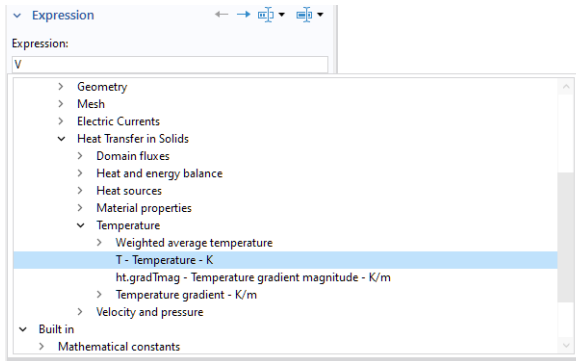 Expression
Expression:
V
Geometry
Mesh
Electric Currents
Heat Transfer in Solids
Domain fluxes
Heat and energy balance
Heat sources
Material properties
Temperature
Weighted average temperature
T - Temperature - K
ht.gradTmag - Temperature gradient magnitude - K/m
Temperature gradient - K/m
Velocity and pressure
Built in
Mathematical constants